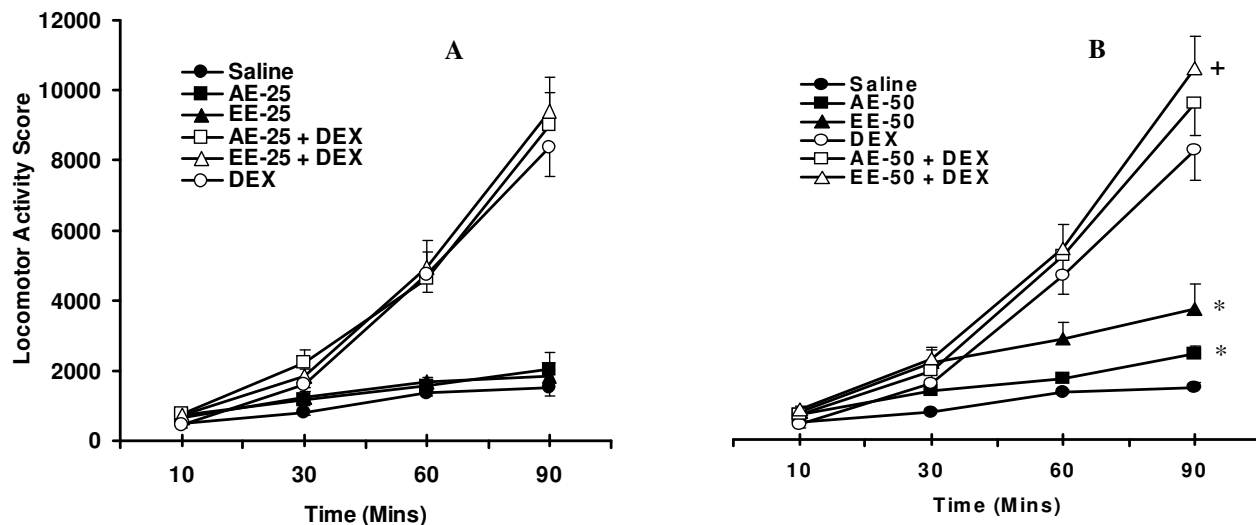 Locomotor Activity Score
12000
10000
8000
6000
4000
2000
0
A
Saline
AE-25
EE-25
AE-25 + DEX
EE-25 + DEX
DEX
10 30 60 90
Time (Mins)
B
Saline
AE-50
EE-50
DEX
AE-50 + DEX
EE-50 + DEX
+
*
*
10 30 60 90
Time (Mins)